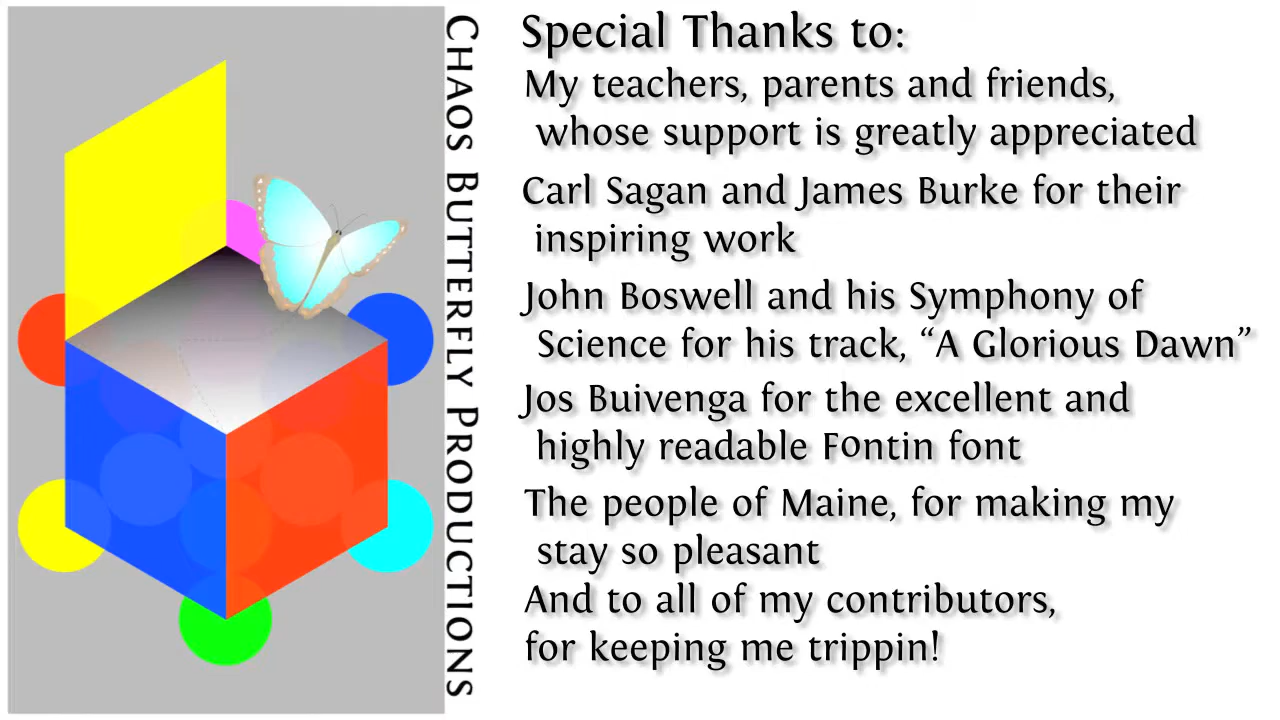 CHAOS BUTTERFLY PRODUCTIONS
Special Thanks to:
My teachers, parents and friends,
whose support is greatly appreciated
Carl Sagan and James Burke for their
inspiring work
John Boswell and his Symphony of
Science for his track, “A Glorious Dawn”
Jos Buivenga for the excellent and
highly readable Fontin font
The people of Maine, for making my
stay so pleasant
And to all of my contributors,
for keeping me trippin!